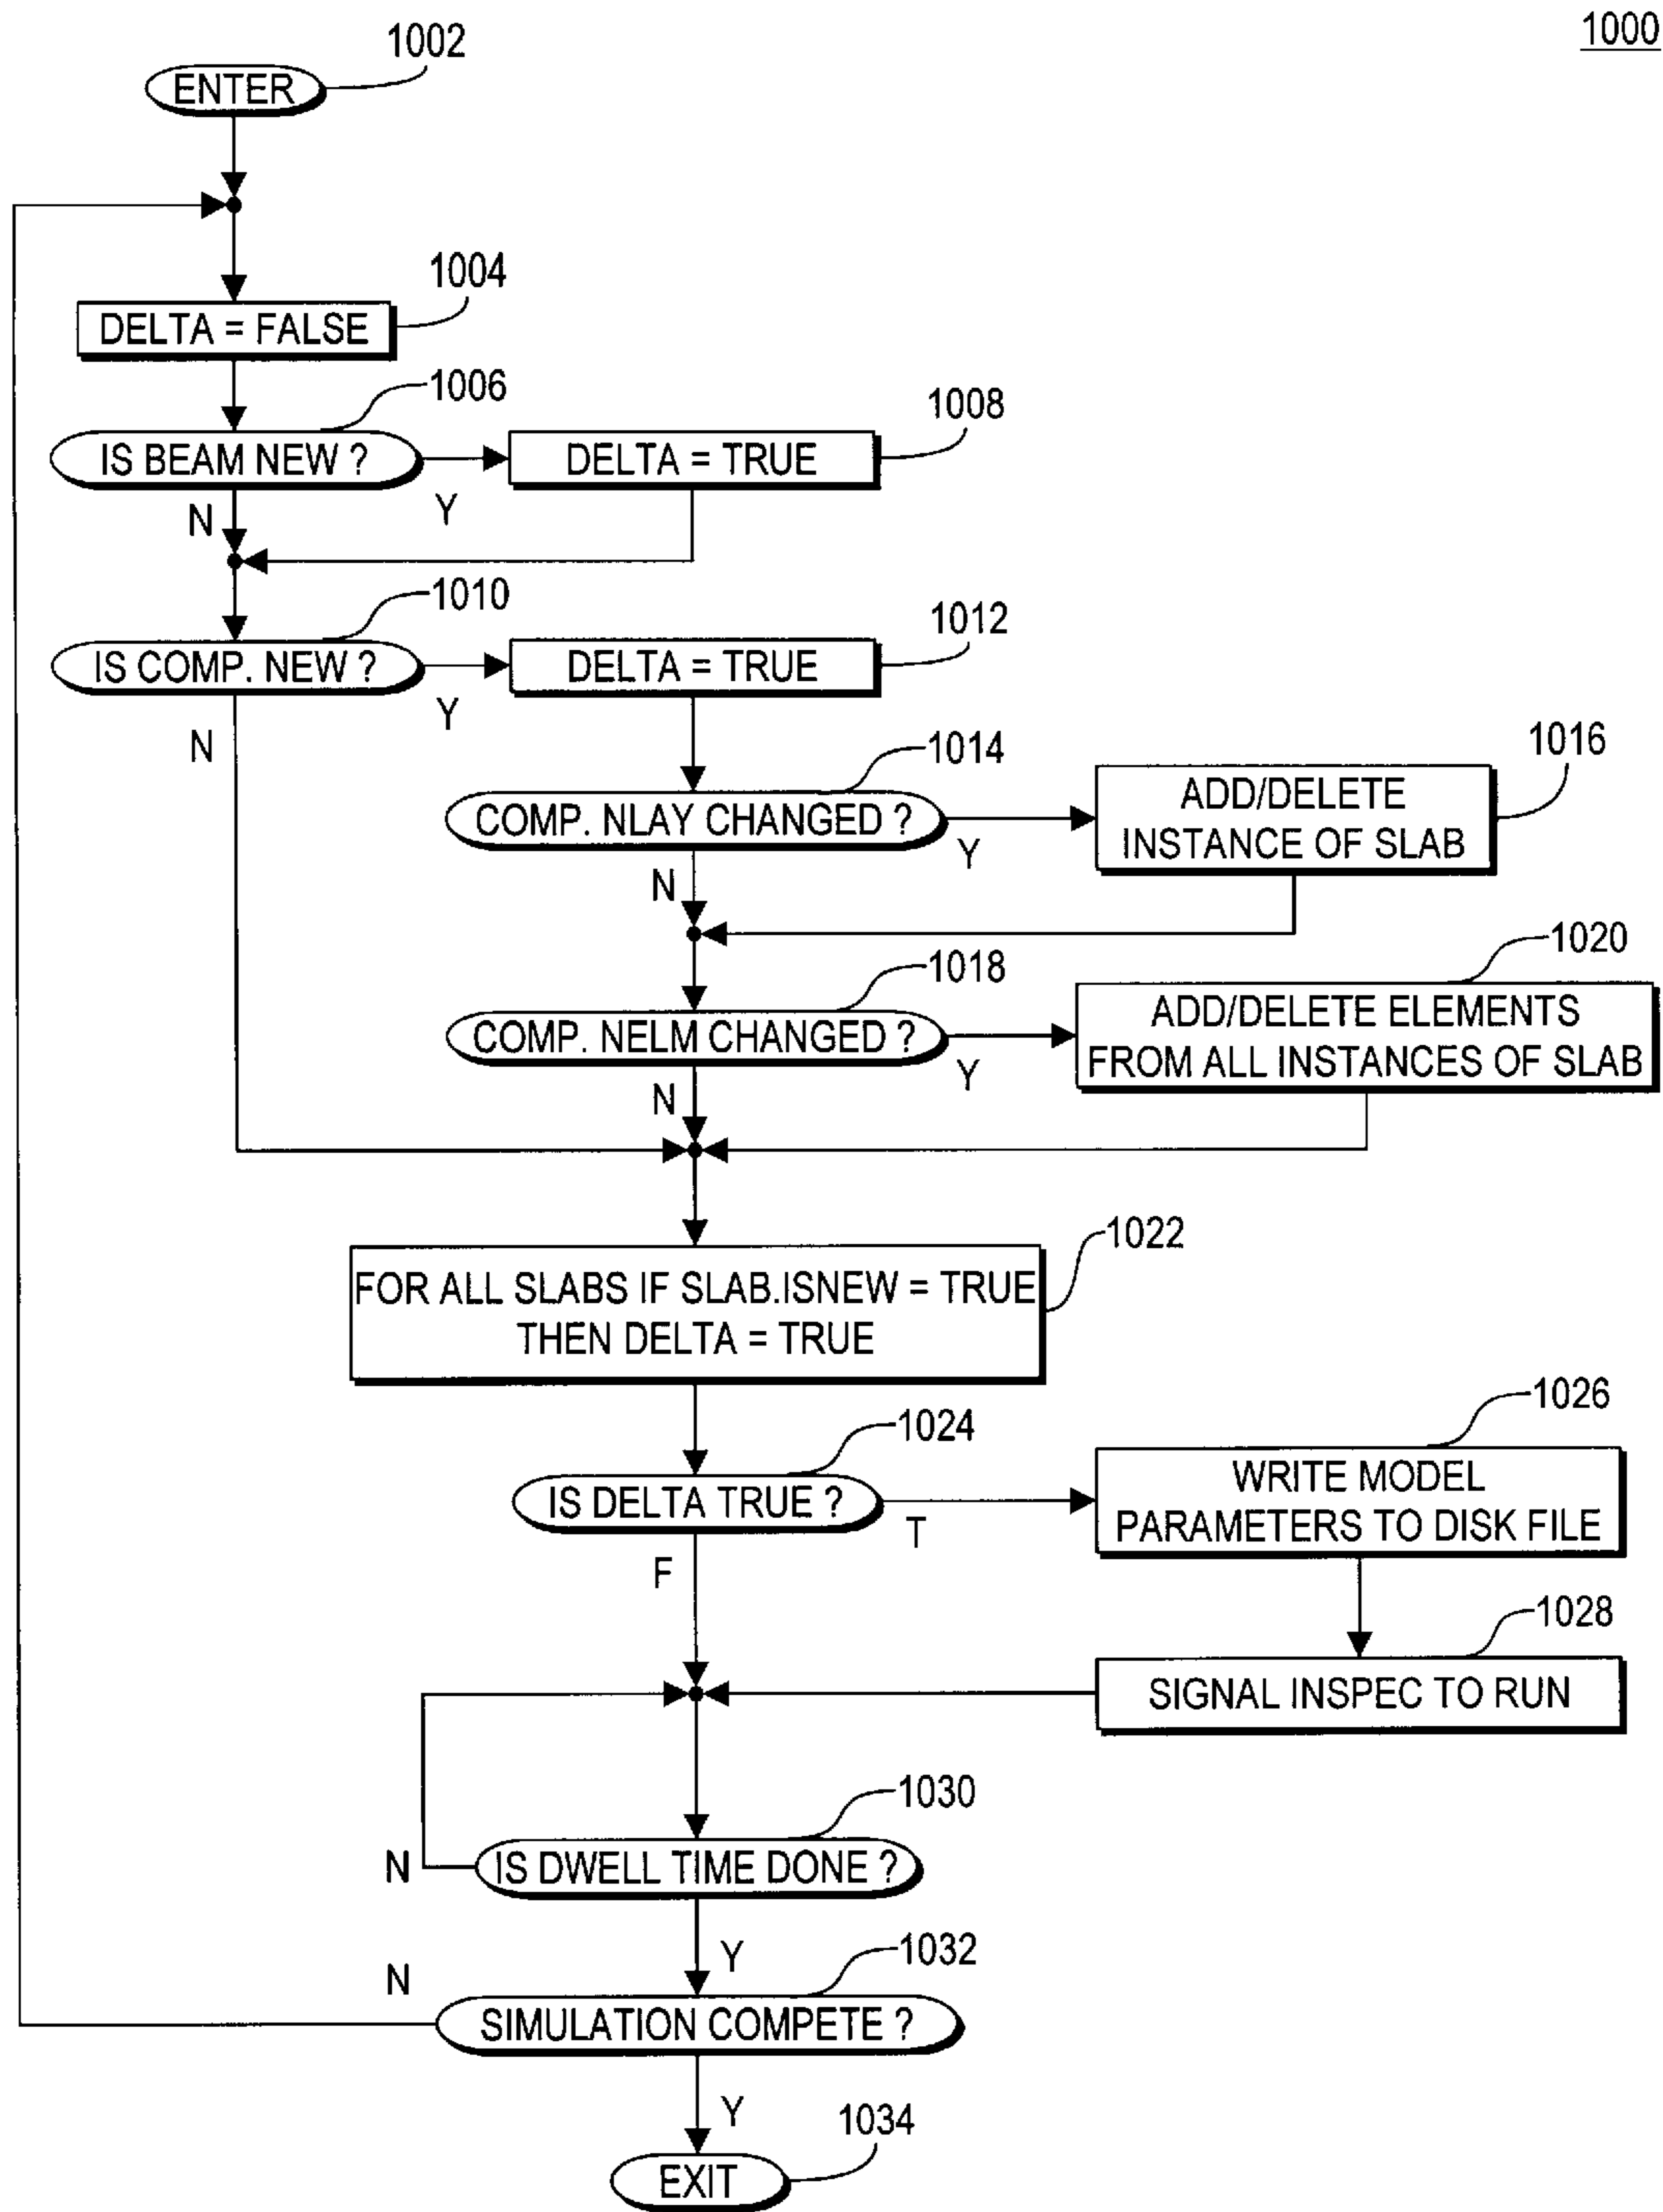 1000
1002
ENTER
1004
DELTA = FALSE
1006
IS BEAM NEW ?
1008
DELTA = TRUE
N
Y
1010
IS COMP. NEW ?
1012
DELTA = TRUE
Y
N
1014
COMP. NLAY CHANGED ?
1016
ADD/DELETE
INSTANCE OF SLAB
Y
N
1018
COMP. NELM CHANGED ?
1020
ADD/DELETE ELEMENTS
FROM ALL INSTANCES OF SLAB
Y
N
1022
FOR ALL SLABS IF SLAB.ISNEW = TRUE
THEN DELTA = TRUE
1024
IS DELTA TRUE ?
1026
WRITE MODEL
PARAMETERS TO DISK FILE
T
F
1028
SIGNAL INSPEC TO RUN
1030
IS DWELL TIME DONE ?
N
Y
1032
SIMULATION COMPETE ?
N
Y
1034
EXIT